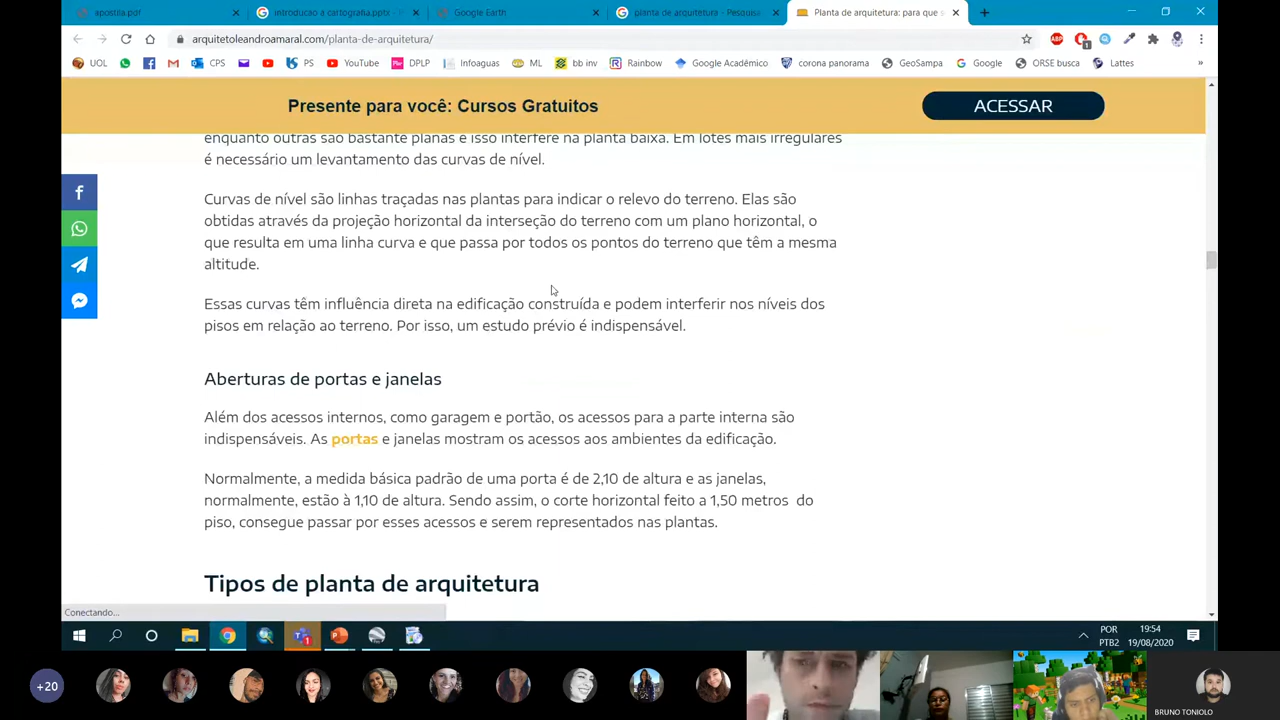 apostila.pdf
introducao a cartografia.pptx -
Google Earth
planta de arquitetura - Pesquisa
Planta de arquitetura: para que s
arquitetoleandroamaral.com/planta-de-arquitetura/
UOL
CPS
YouTube
PS
DPLP
Infoaguas
ML
bb inv
Rainbow
Google Acadêmico
corona panorama
GeoSampa
Google
ORSE busca
Lattes
Presente para você: Cursos Gratuitos
ACESSAR
enquanto outras são bastante planas e isso interfere na planta baixa. Em lotes mais irregulares
é necessário um levantamento das curvas de nível.
Curvas de nível são linhas traçadas nas plantas para indicar o relevo do terreno. Elas são
obtidas através da projeção horizontal da interseção do terreno com um plano horizontal, o
que resulta em uma linha curva e que passa por todos os pontos do terreno que têm a mesma
altitude.
Essas curvas têm influência direta na edificação construída e podem interferir nos níveis dos
pisos em relação ao terreno. Por isso, um estudo prévio é indispensável.
Aberturas de portas e janelas
Além dos acessos internos, como garagem e portão, os acessos para a parte interna são
indispensáveis. As portas e janelas mostram os acessos aos ambientes da edificação.
Normalmente, a medida básica padrão de uma porta é de 2,10 de altura e as janelas,
normalmente, estão à 1,10 de altura. Sendo assim, o corte horizontal feito a 1,50 metros do
piso, consegue passar por esses acessos e serem representados nas plantas.
Tipos de planta de arquitetura
Conectando...
POR
PTB2
19:54
19/08/2020
+20
BRUNO TONIOLO